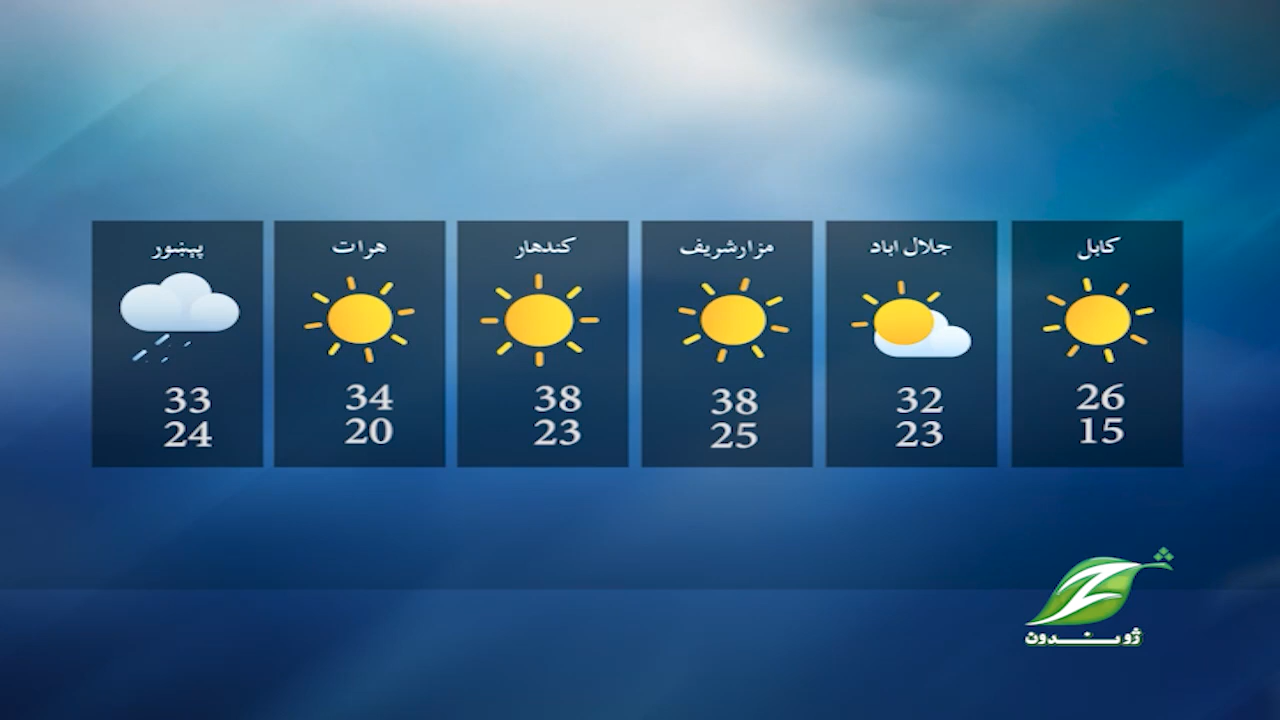 کابل
26
15
جلال اباد
32
23
مزارشریف
38
25
کندهار
38
23
هرات
34
20
پېښور
33
24
ژوندون